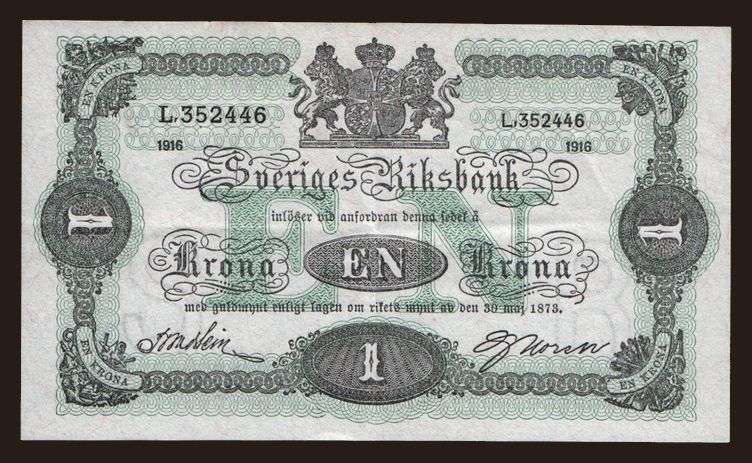 EN KRONA EN KRONA
L,352446 L,352446
1916 1916
Sveriges Riksbank
inlöser vid anfordran denna sedel å
1 1
Krona EN Krona
med guldmynt enligt lagen om rikets mynt av den 30 maj 1873.
1
EN KRONA EN KRONA